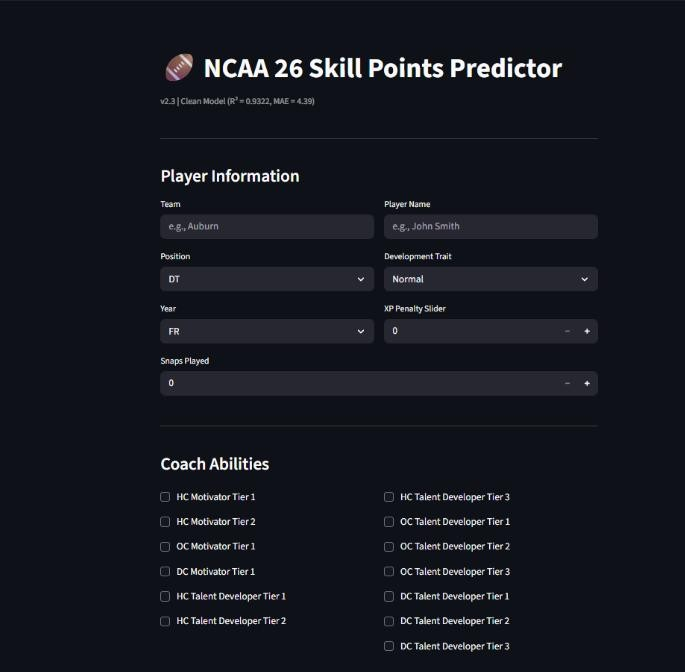 NCAA 26 Skill Points Predictor
v2.3 | Clean Model (R² = 0.9322, MAE = 4.39)
Player Information
Team
Player Name
e.g., Auburn
e.g., John Smith
Position
Development Trait
DT
Normal
Year
XP Penalty Slider
FR
0
− +
Snaps Played
0
− +
Coach Abilities
HC Motivator Tier 1
HC Motivator Tier 2
OC Motivator Tier 1
DC Motivator Tier 1
HC Talent Developer Tier 1
HC Talent Developer Tier 2
HC Talent Developer Tier 3
OC Talent Developer Tier 1
OC Talent Developer Tier 2
OC Talent Developer Tier 3
DC Talent Developer Tier 1
DC Talent Developer Tier 2
DC Talent Developer Tier 3